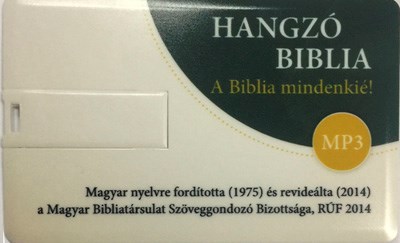 HANGZÓ
BIBLIA
A Biblia mindenkié!
MP3
Magyar nyelvre fordította (1975) és revideálta (2014)
a Magyar Bibliatársulat Szöveggondozó Bizottsága, RÚF 2014